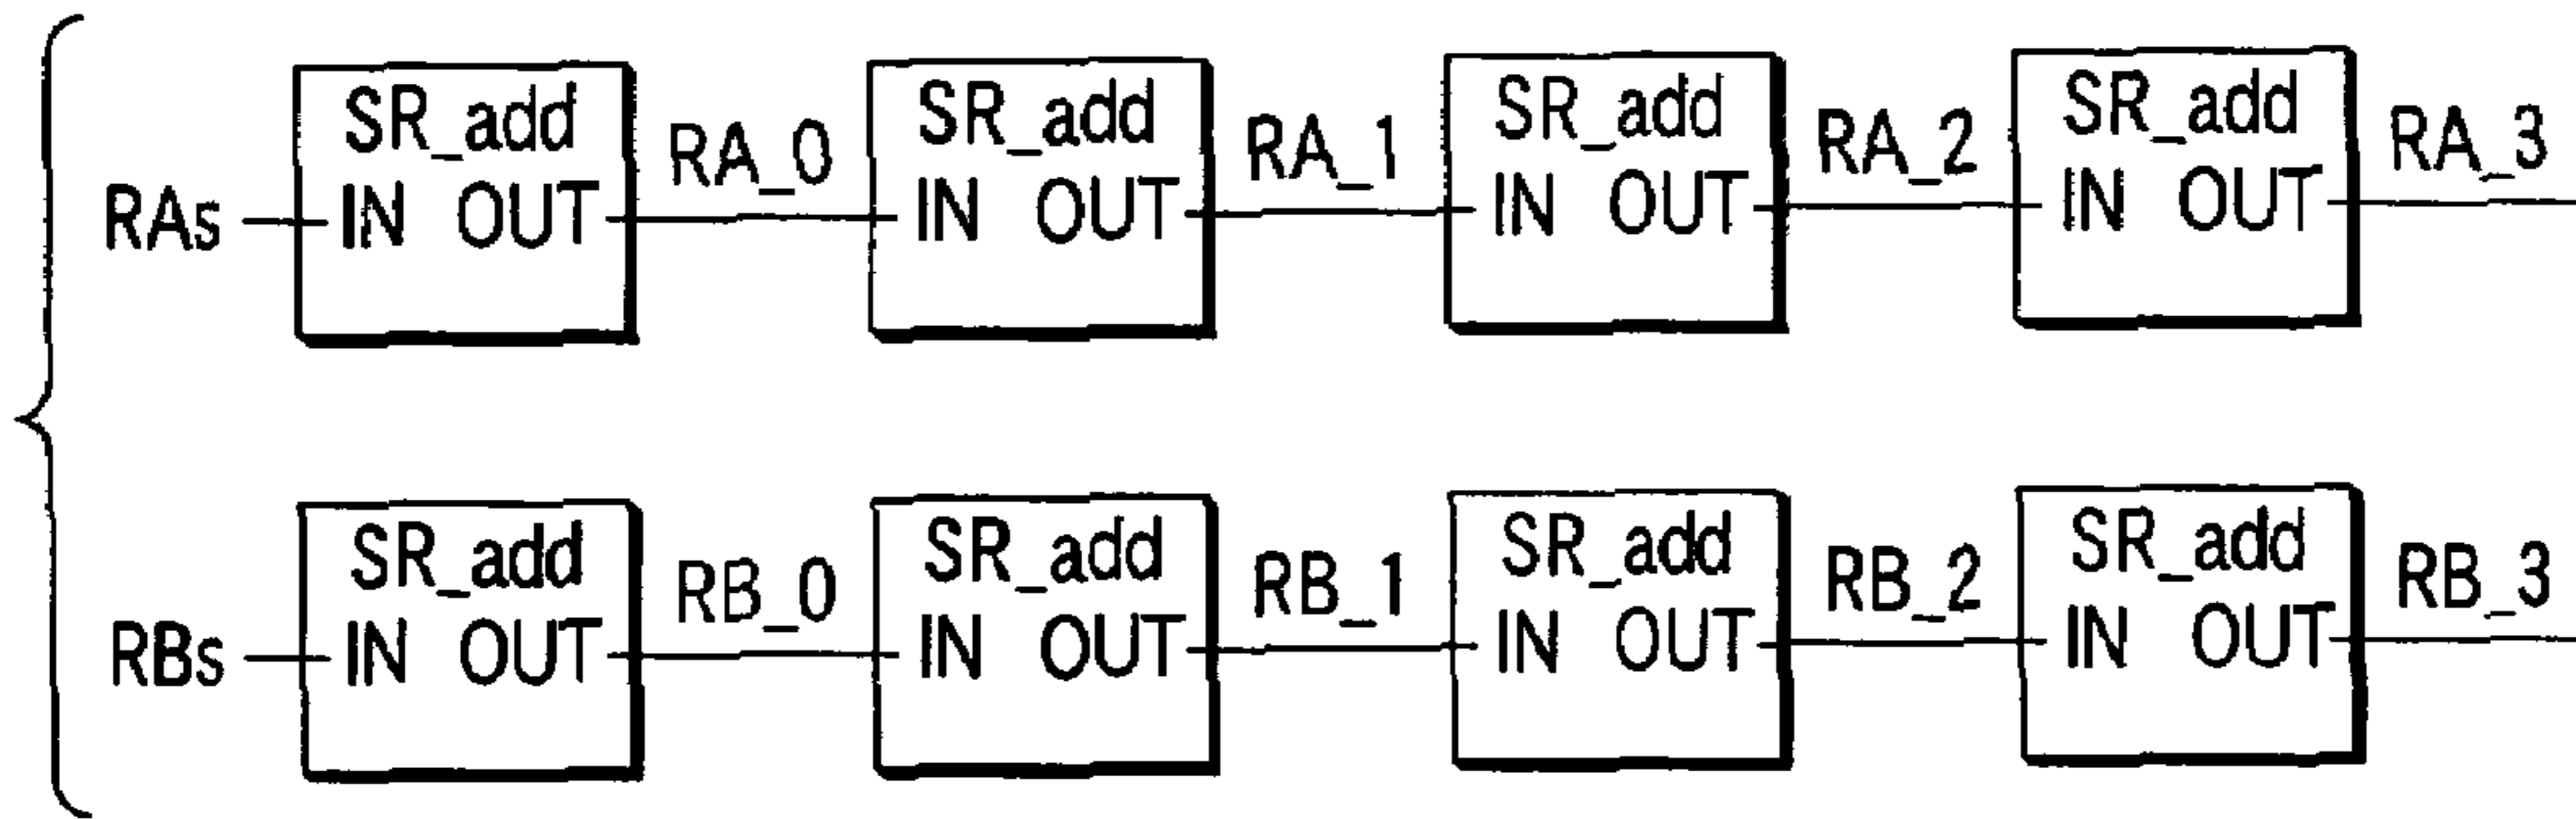 SR_add SR_add SR_add SR_add
RA_0 RA_1 RA_2 RA_3
RAs IN OUT IN OUT IN OUT IN OUT
SR_add SR_add SR_add SR_add
RB_0 RB_1 RB_2 RB_3
RBs IN OUT IN OUT IN OUT IN OUT